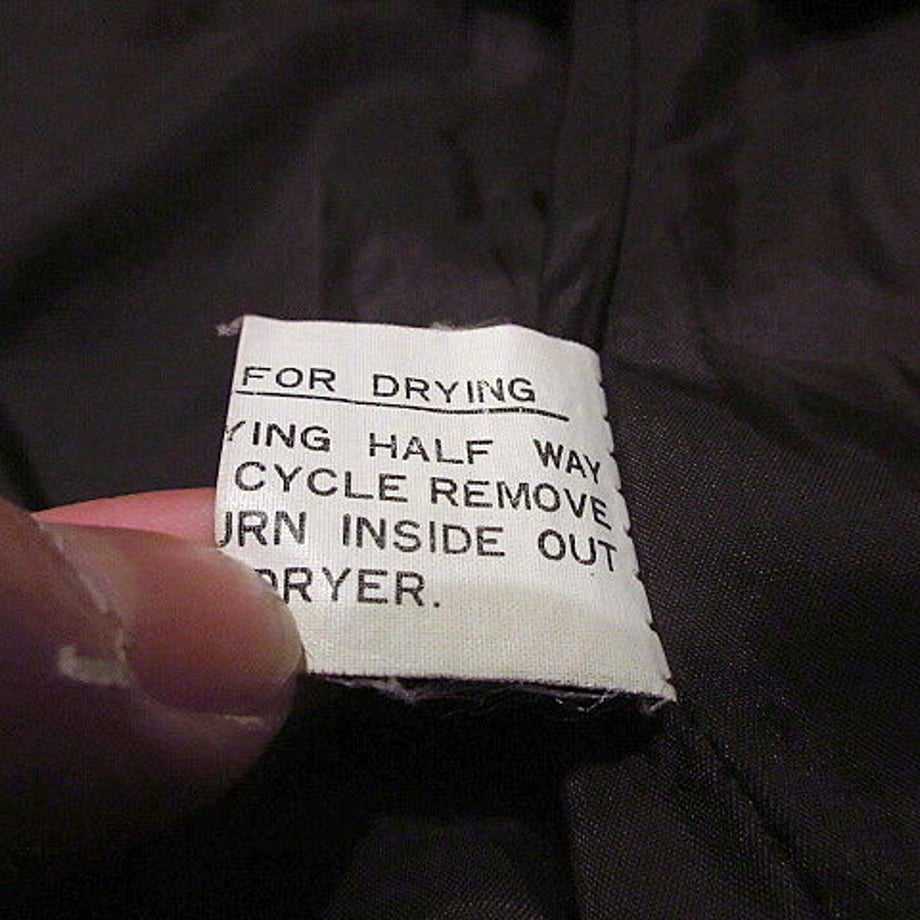 FOR DRYING
YING HALF WAY
CYCLE REMOVE
URN INSIDE OUT
DRYER.